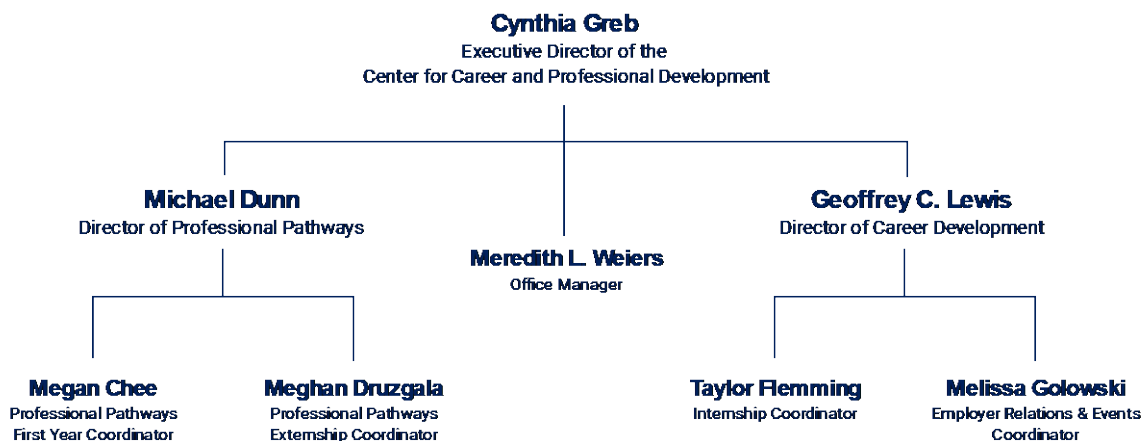 Cynthia Greb
Executive Director of the
Center for Career and Professional Development
Michael Dunn
Director of Professional Pathways
Meredith L. Weiers
Office Manager
Geoffrey C. Lewis
Director of Career Development
Megan Chee
Professional Pathways
First Year Coordinator
Meghan Druzgala
Professional Pathways
Externship Coordinator
Taylor Flemming
Internship Coordinator
Melissa Golowski
Employer Relations & Events
Coordinator